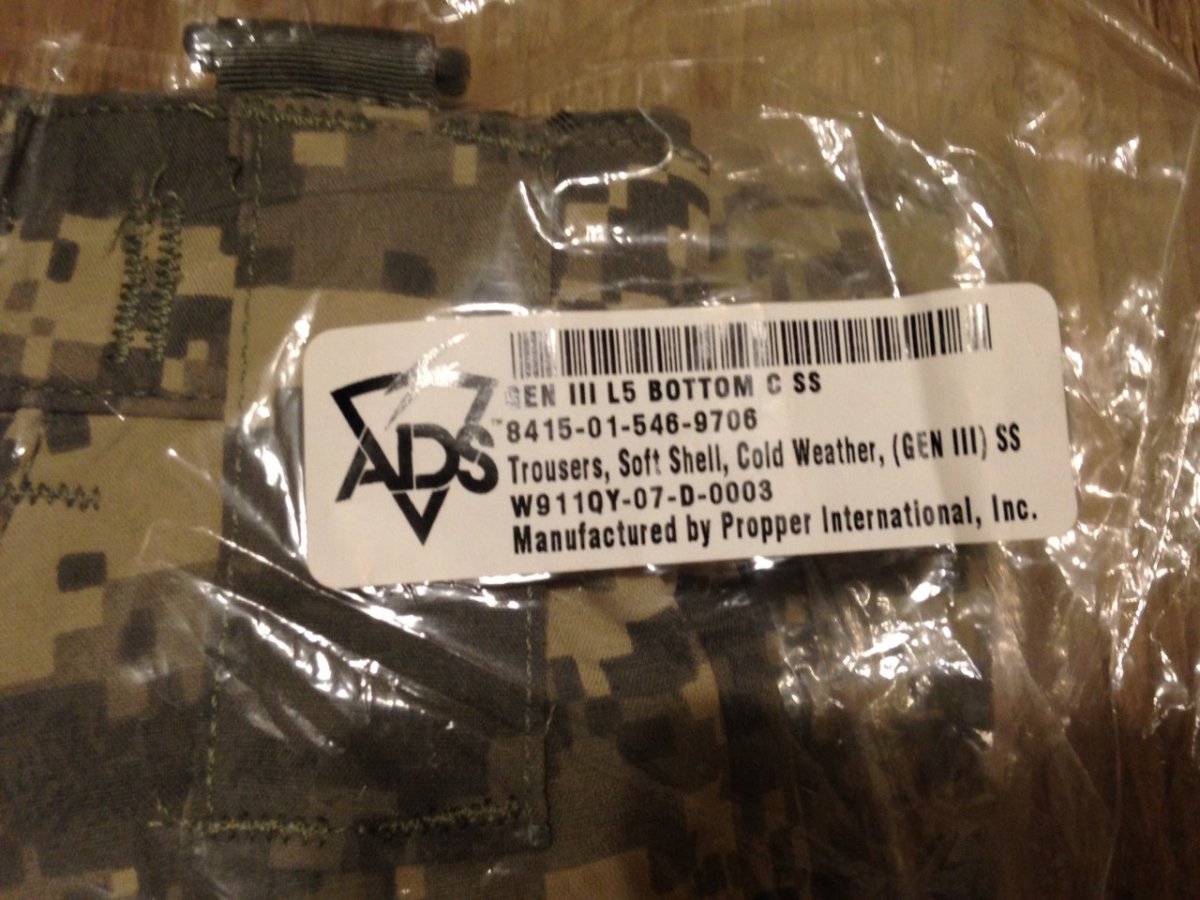 ADS™
GEN III L5 BOTTOM C SS
8415-01-546-9706
Trousers, Soft Shell, Cold Weather, (GEN III) SS
W911QY-07-D-0003
Manufactured by Propper International, Inc.